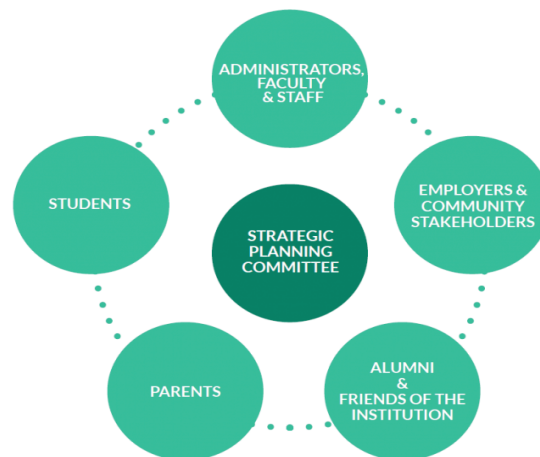 ADMINISTRATORS,
FACULTY
& STAFF
STUDENTS
EMPLOYERS &
COMMUNITY
STAKEHOLDERS
STRATEGIC
PLANNING
COMMITTEE
PARENTS
ALUMNI
&
FRIENDS OF THE
INSTITUTION